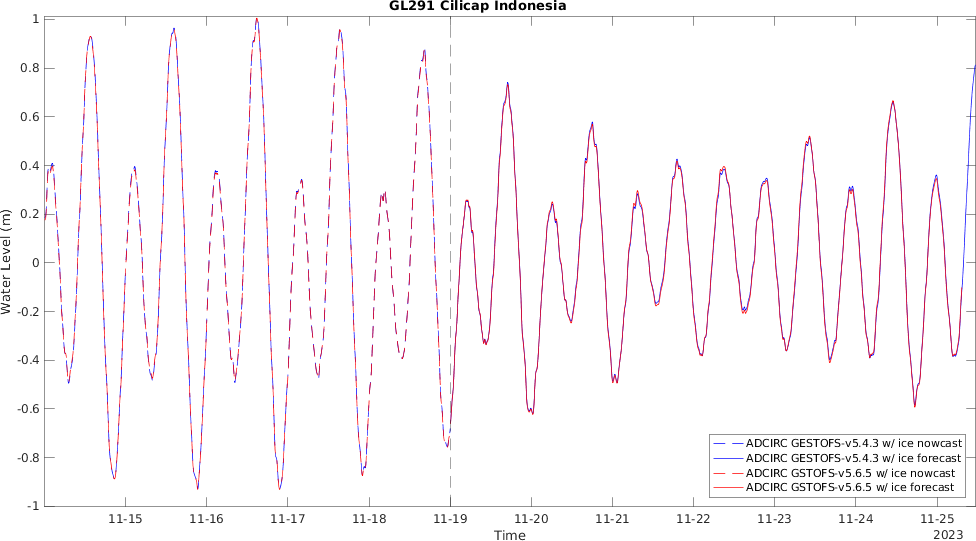 GL291 Cilicap Indonesia
1
0.8
0.6
0.4
0.2
0
-0.2
-0.4
-0.6
-0.8
-1
Water Level (m)
ADCIRC GESTOFS-v5.4.3 w/ ice nowcast
ADCIRC GESTOFS-v5.4.3 w/ ice forecast
ADCIRC GSTOFS-v5.6.5 w/ ice nowcast
ADCIRC GSTOFS-v5.6.5 w/ ice forecast
11-15 11-16 11-17 11-18 11-19 11-20 11-21 11-22 11-23 11-24 11-25
Time
2023